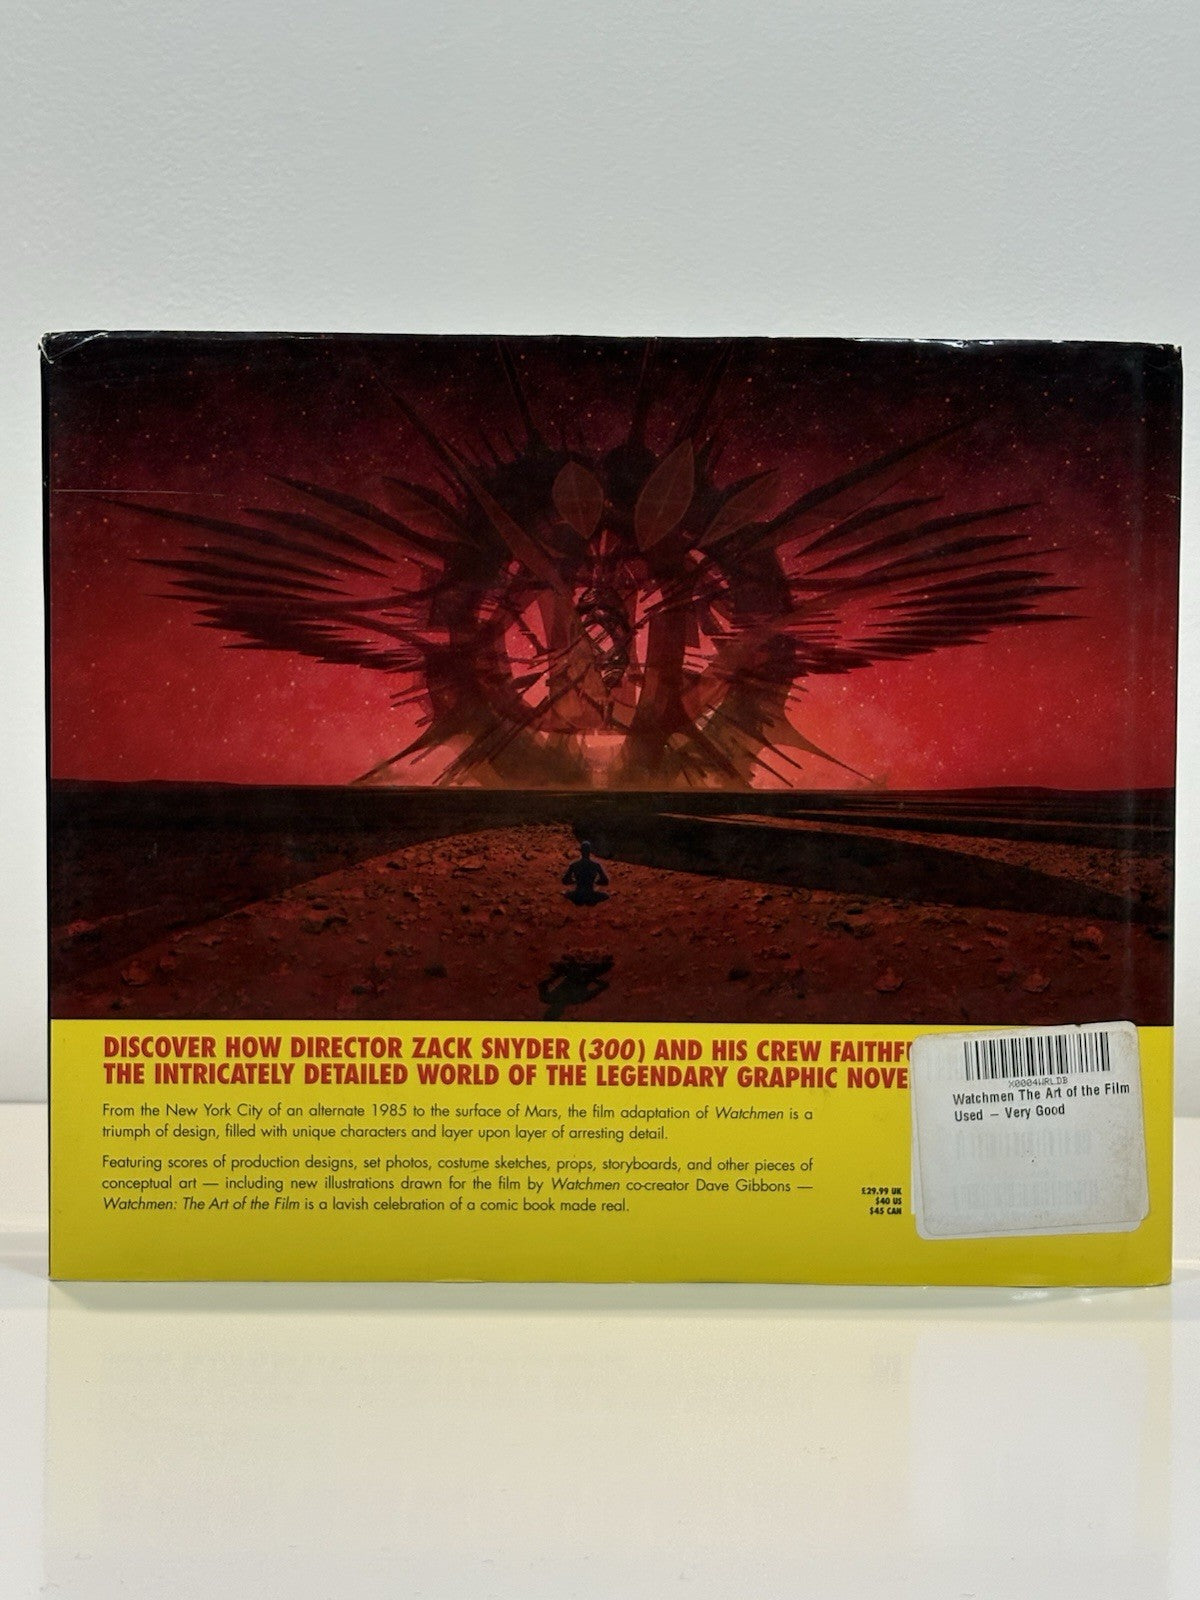 DISCOVER HOW DIRECTOR ZACK SNYDER (300) AND HIS CREW FAITHFU
THE INTRICATELY DETAILED WORLD OF THE LEGENDARY GRAPHIC NOVE
From the New York City of an alternate 1985 to the surface of Mars, the film adaptation of Watchmen is a
triumph of design, filled with unique characters and layer upon layer of arresting detail.
Featuring scores of production designs, set photos, costume sketches, props, storyboards, and other pieces of
conceptual art — including new illustrations drawn for the film by Watchmen co-creator Dave Gibbons —
Watchmen: The Art of the Film is a lavish celebration of a comic book made real.
£29.99 UK
$40 US
$45 CAN
X0004WRLDB
Watchmen The Art of the Film
Used – Very Good